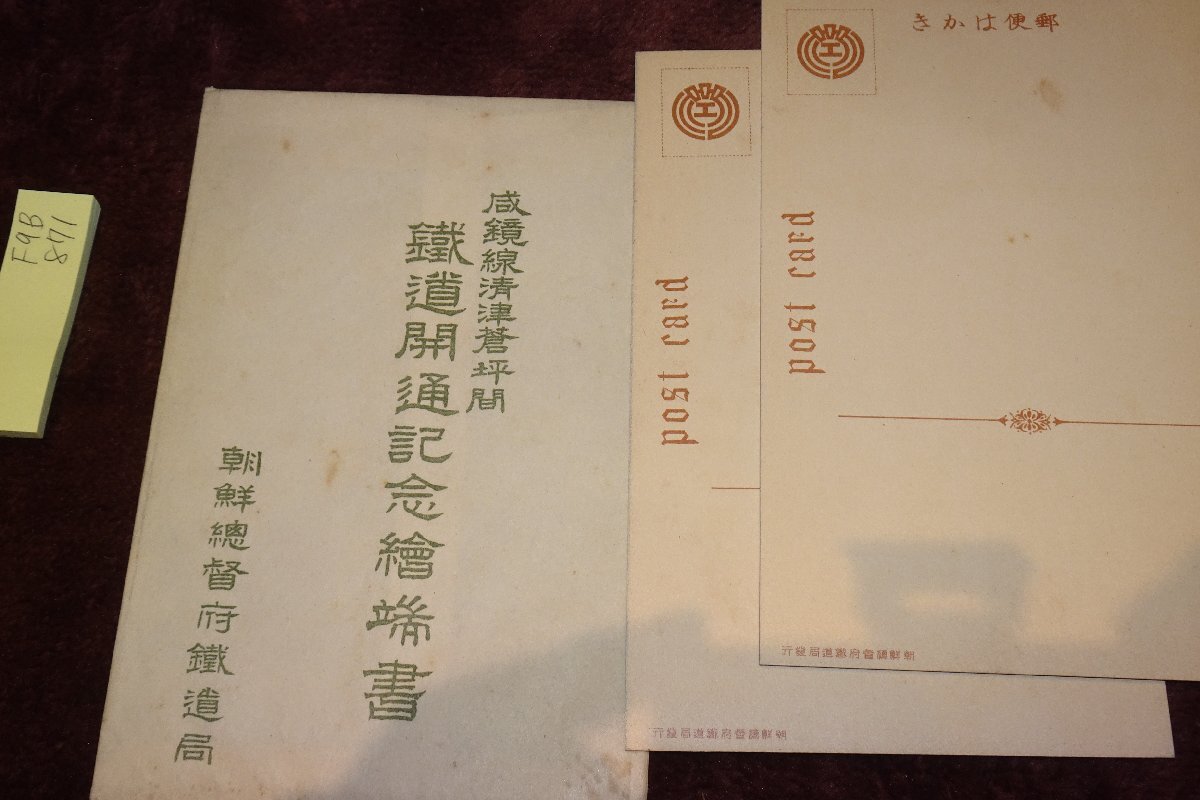 咸鏡線清津蒼坪間
鐵道開通記念繪端書
朝鮮總督府鐵道局
きかは便郵
post card
行發局道鐵府督總鮮朝
post card
行發局道鐵府督總鮮朝
F9B
871